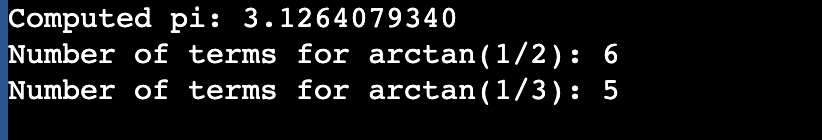 Computed pi: 3.1264079340
Number of terms for arctan(1/2): 6
Number of terms for arctan(1/3): 5